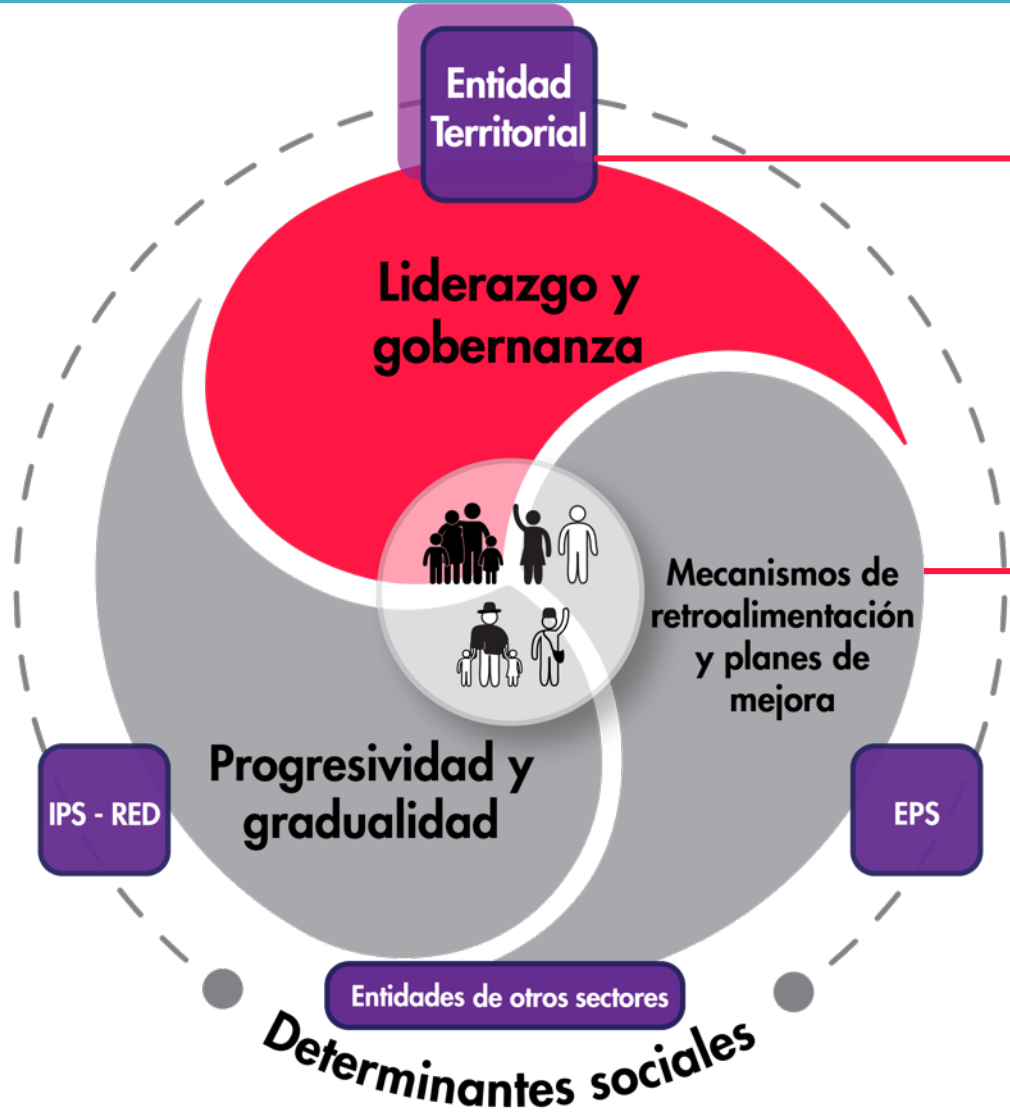 Entidad
Territorial
Liderazgo y
gobernanza
Mecanismos de
retroalimentación
y planes de
mejora
Progresividad y
gradualidad
IPS - RED
EPS
Entidades de otros sectores
Determinantes sociales